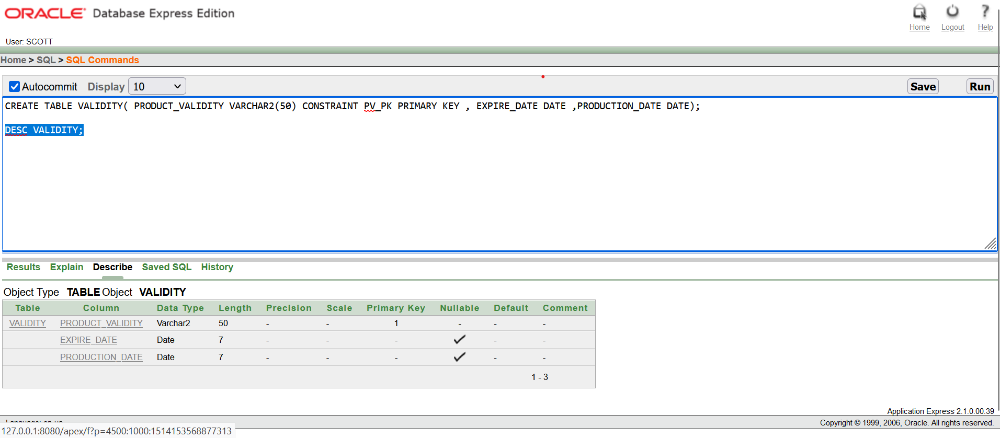 ORACLE Database Express Edition
Home Logout Help
User: SCOTT
Home > SQL > SQL Commands
Autocommit Display 10 Save Run
CREATE TABLE VALIDITY( PRODUCT_VALIDITY VARCHAR2(50) CONSTRAINT PV_PK PRIMARY KEY , EXPIRE_DATE DATE ,PRODUCTION_DATE DATE);
DESC VALIDITY;
Results Explain Describe Saved SQL History
Object Type TABLE Object VALIDITY
Table Column Data Type Length Precision Scale Primary Key Nullable Default Comment
VALIDITY PRODUCT_VALIDITY Varchar2 50 - - 1 - - -
EXPIRE_DATE Date 7 - - - ✓ - -
PRODUCTION_DATE Date 7 - - - ✓ - -
1 - 3
Application Express 2.1.0.00.39
Language: en-us
Copyright © 1999, 2006, Oracle. All rights reserved.
127.0.0.1:8080/apex/f?p=4500:1000:1514153568877313